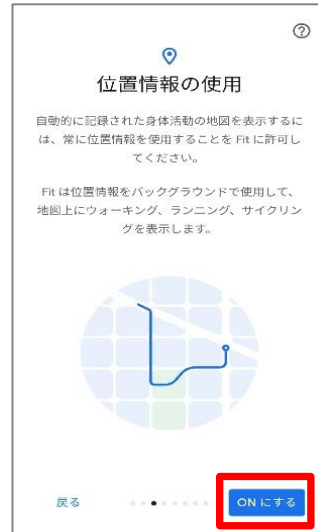 位置情報の使用
自動的に記録された身体活動の地図を表示するに
は、常に位置情報を使用することを Fit に許可し
てください。
Fit は位置情報をバックグラウンドで使用して、
地図上にウォーキング、ランニング、サイクリン
グを表示します。
戻る
ON にする